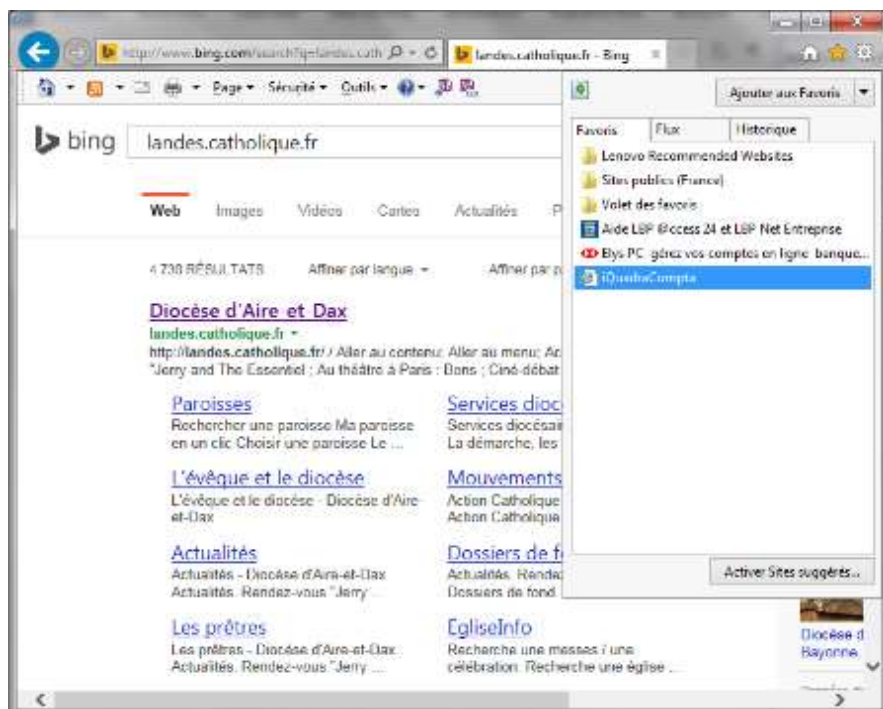 http://www.bing.com/search?q=landes.cath
landes.catholique.fr - Bing
Page Sécurité Outils
Ajouter aux Favoris
bing landes.catholique.fr
Favoris Flux Historique
Lenovo Recommended Websites
Sites publics (France)
Volet des favoris
Aide LBP @ccess 24 et LBP Net Entreprise
Elys PC gérez vos comptes en ligne banque...
iQuadraCompta
Web Images Vidéos Cartes Actualités P
4 730 RÉSULTATS Affiner par langue Affiner par p
Diocèse d'Aire et Dax
landes.catholique.fr
http://landes.catholique.fr/ / Aller au contenu; Aller au menu; Ac
"Jerry and The Essentiel ; Au théâtre à Paris : Dons ; Ciné-débat
Paroisses
Rechercher une paroisse Ma paroisse
en un clic Choisir une paroisse Le ...
Services dioc
Services diocésain
La démarche, les
L'évêque et le diocèse
L'évêque et le diocèse - Diocèse d'Aire-
et-Dax
Mouvements
Action Catholique
Action Catholique
Actualités
Actualités - Diocèse d'Aire-et-Dax
Actualités. Rendez-vous "Jerry ...
Dossiers de f
Actualités. Rendez
Dossiers de fond
Les prêtres
Les prêtres - Diocèse d'Aire-et-Dax
Actualités. Rendez-vous "Jerry ...
EgliseInfo
Recherche une messes / une
célébration. Recherche une église ...
Activer Sites suggérés...
Diocèse d
Bayonne,